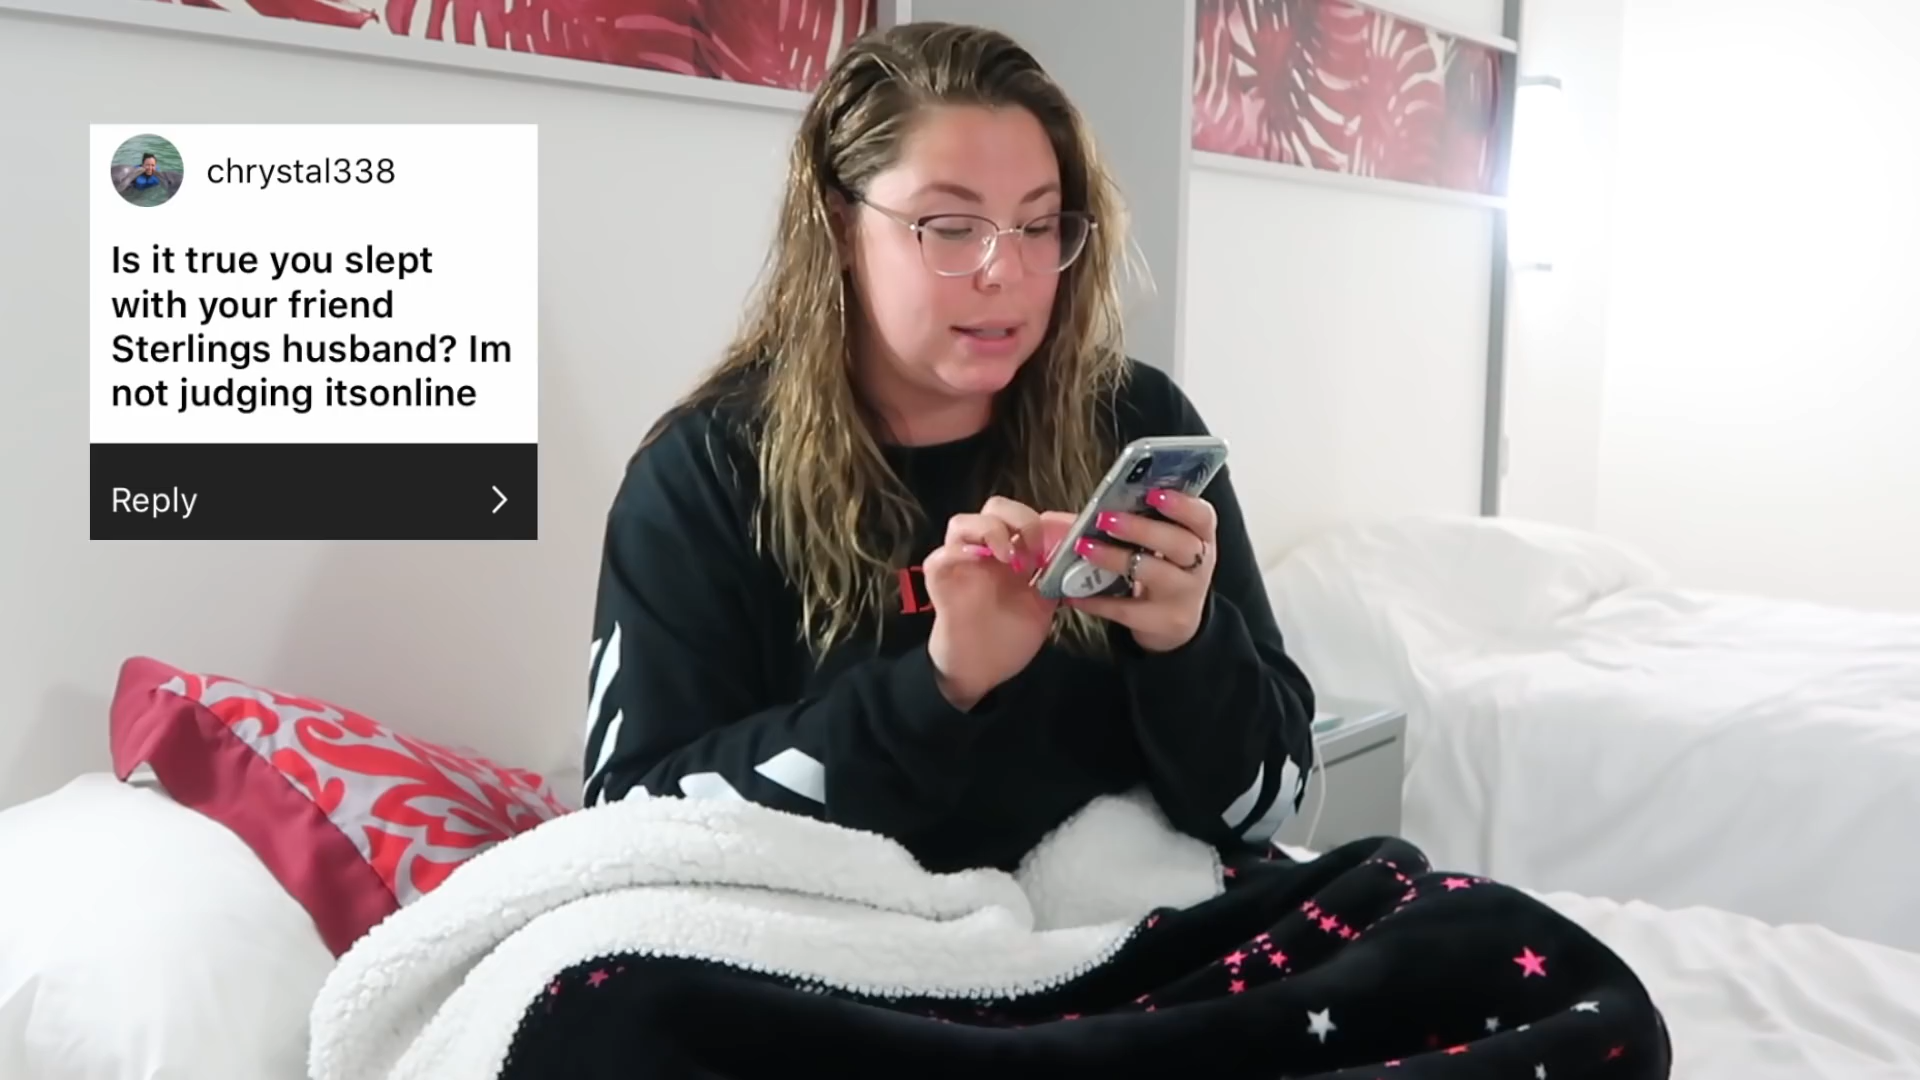 chrystal338
Is it true you slept
with your friend
Sterlings husband? Im
not judging itsonline
Reply